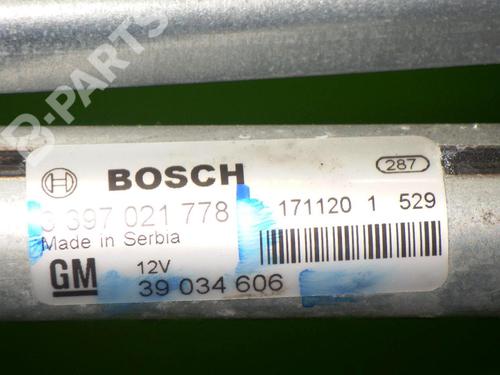 B-PARTS
BOSCH
287
3 397 021 778
171120 1 529
Made in Serbia
GM
12V
39 034 606